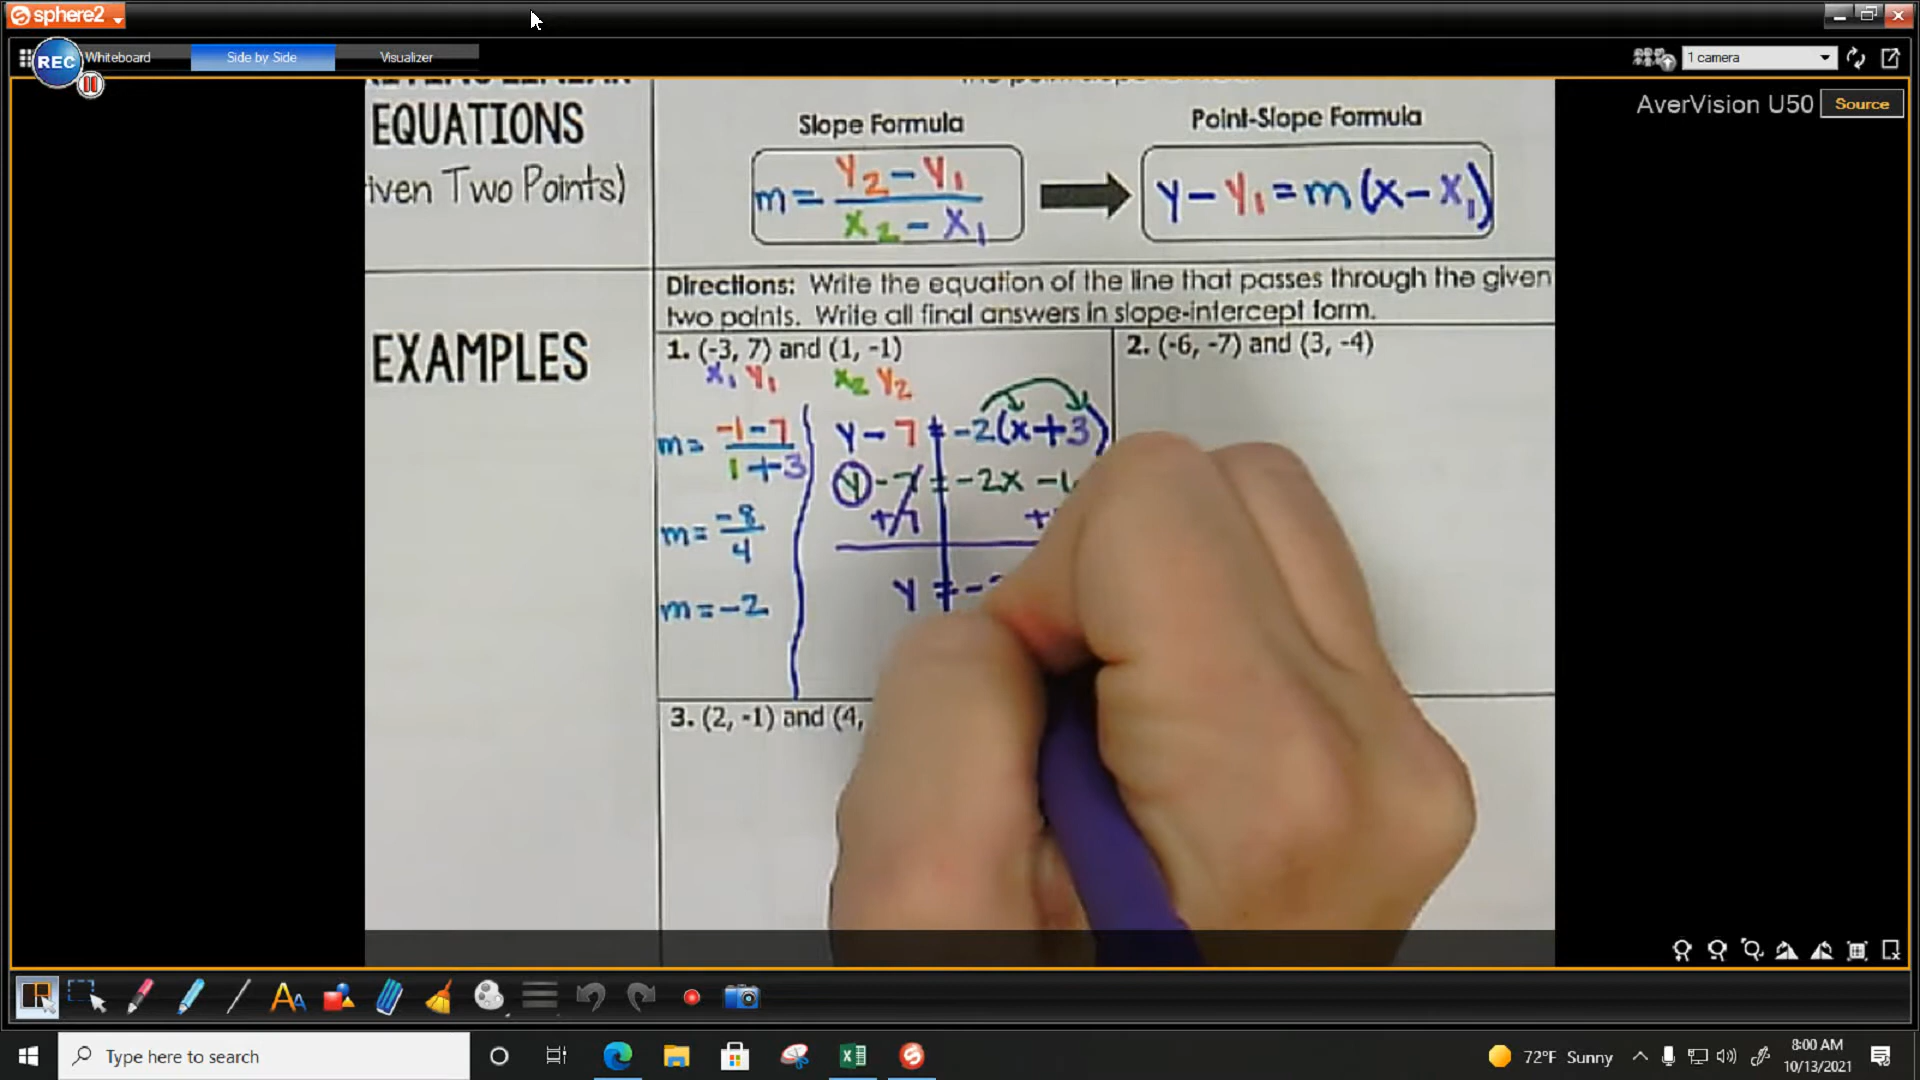 sphere2
REC
Whiteboard
Side by Side
Visualizer
1 camera
AverVision U50
Source
EQUATIONS
iven Two Points)
Slope Formula
m = y₂ - y₁ / x₂ - x₁
Point-Slope Formula
y - y₁ = m(x - x₁)
Directions: Write the equation of the line that passes through the given
two points. Write all final answers in slope-intercept form.
EXAMPLES
1. (-3, 7) and (1, -1)
x₁ y₁ x₂ y₂
m = -1 - 7 / 1 + 3
m = -8 / 4
m = -2
y - 7 = -2(x + 3)
y - 7 = -2x -
+7 +
y = -
2. (-6, -7) and (3, -4)
3. (2, -1) and (4,
Type here to search
72°F Sunny
8:00 AM
10/13/2021